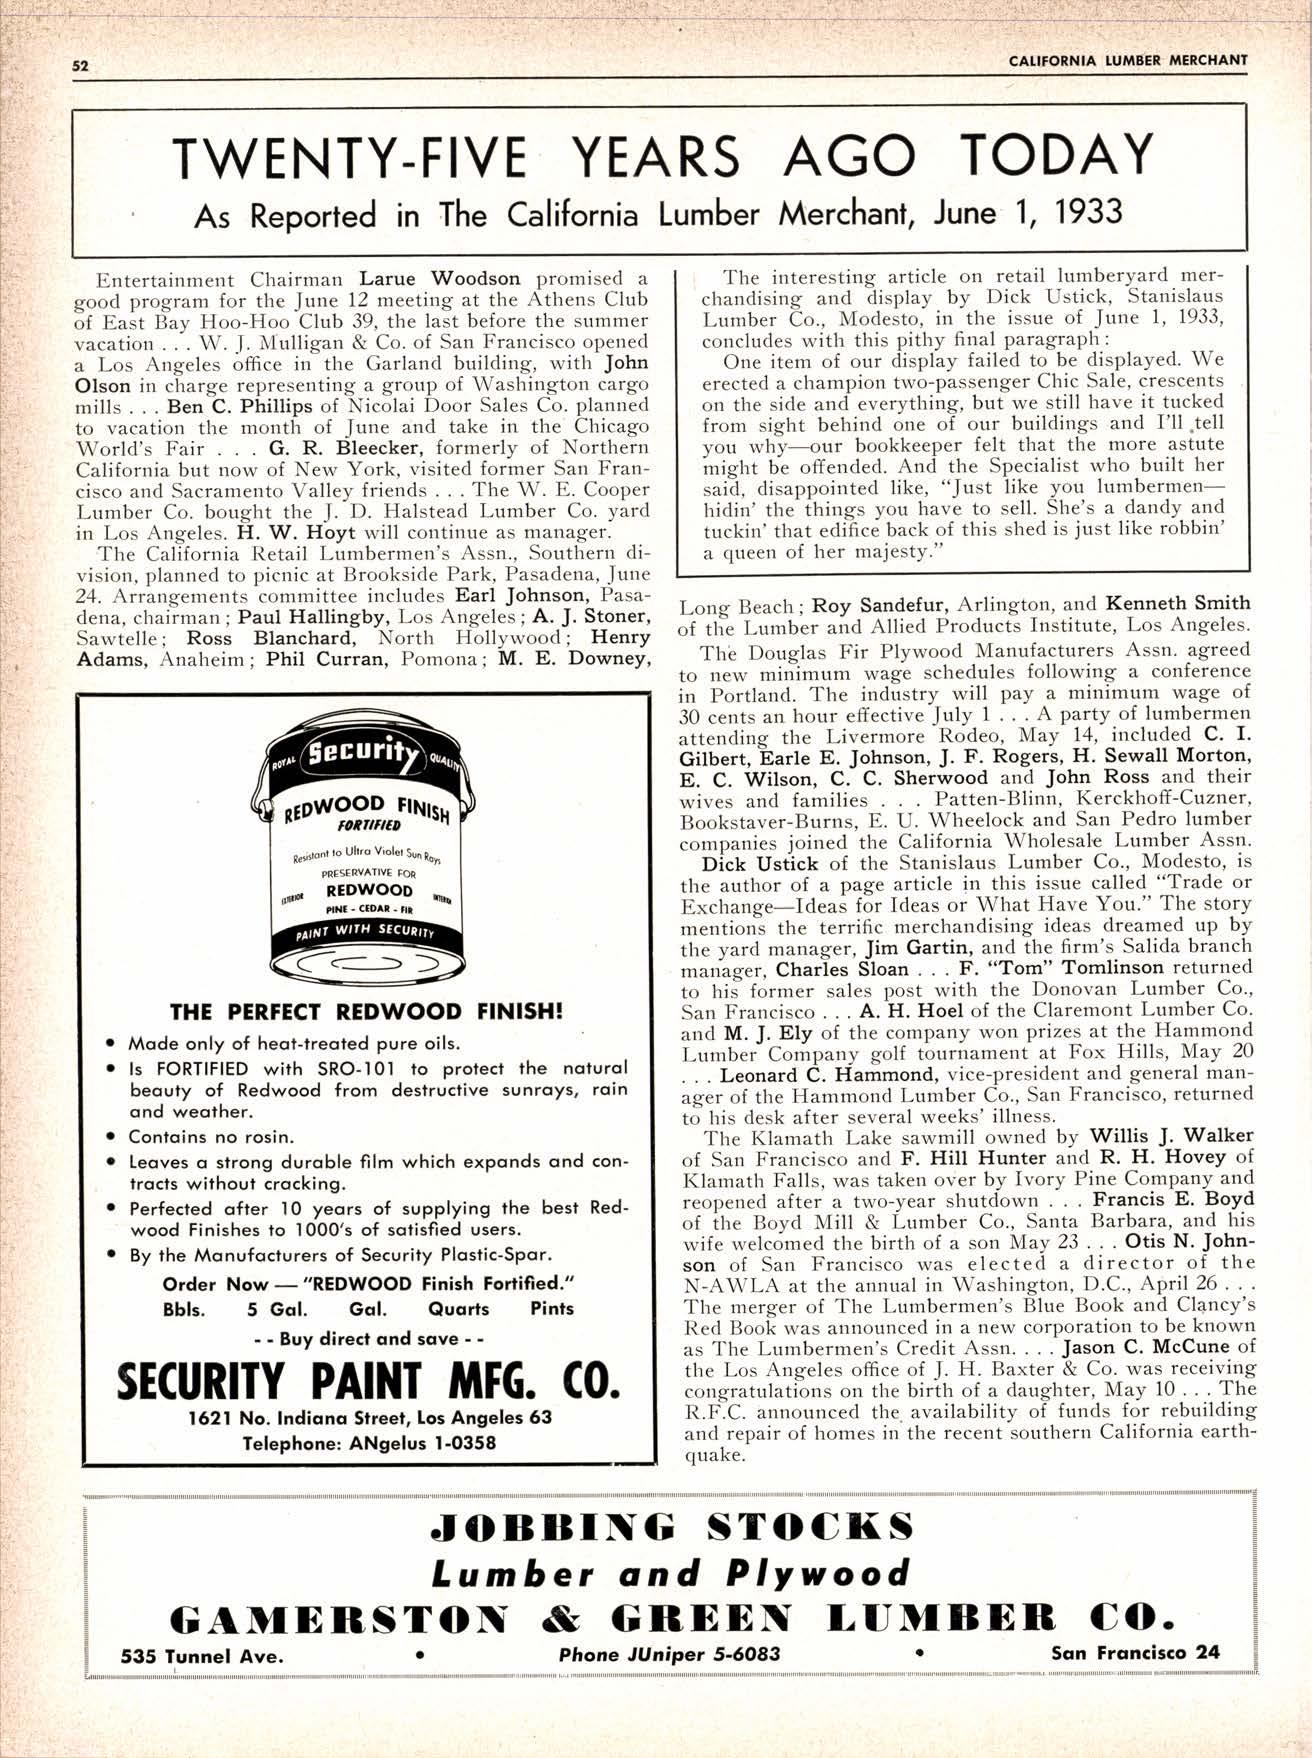 52
CALIFORNIA LUMBER MERCHANT
TWENTY-FIVE YEARS AGO TODAY
As Reported in The California Lumber Merchant, June 1, 1933
Entertainment Chairman Larue Woodson promised a
good program for the June 12 meeting at the Athens Club
of East Bay Hoo-Hoo Club 39, the last before the summer
vacation . . . W. J. Mulligan & Co. of San Francisco opened
a Los Angeles office in the Garland building, with John
Olson in charge representing a group of Washington cargo
mills . . . Ben C. Phillips of Nicolai Door Sales Co. planned
to vacation the month of June and take in the Chicago
World's Fair . . . G. R. Bleecker, formerly of Northern
California but now of New York, visited former San Fran-
cisco and Sacramento Valley friends . . . The W. E. Cooper
Lumber Co. bought the J. D. Halstead Lumber Co. yard
in Los Angeles. H. W. Hoyt will continue as manager.
The California Retail Lumbermen's Assn., Southern di-
vision, planned to picnic at Brookside Park, Pasadena, June
24. Arrangements committee includes Earl Johnson, Pasa-
dena, chairman; Paul Hallingby, Los Angeles; A. J. Stoner,
Sawtelle; Ross Blanchard, North Hollywood; Henry
Adams, Anaheim; Phil Curran, Pomona; M. E. Downey,
The interesting article on retail lumberyard mer-
chandising and display by Dick Ustick, Stanislaus
Lumber Co., Modesto, in the issue of June 1, 1933,
concludes with this pithy final paragraph:
One item of our display failed to be displayed. We
erected a champion two-passenger Chic Sale, crescents
on the side and everything, but we still have it tucked
from sight behind one of our buildings and I'll tell
you why—our bookkeeper felt that the more astute
might be offended. And the Specialist who built her
said, disappointed like, "Just like you lumbermen—
hidin' the things you have to sell. She's a dandy and
tuckin' that edifice back of this shed is just like robbin'
a queen of her majesty."
Long Beach; Roy Sandefur, Arlington, and Kenneth Smith
of the Lumber and Allied Products Institute, Los Angeles.
The Douglas Fir Plywood Manufacturers Assn. agreed
to new minimum wage schedules following a conference
in Portland. The industry will pay a minimum wage of
30 cents an hour effective July 1 . . . A party of lumbermen
attending the Livermore Rodeo, May 14, included C. I.
Gilbert, Earle E. Johnson, J. F. Rogers, H. Sewall Morton,
E. C. Wilson, C. C. Sherwood and John Ross and their
wives and families . . . Patten-Blinn, Kerckhoff-Cuzner,
Bookstaver-Burns, E. U. Wheelock and San Pedro lumber
companies joined the California Wholesale Lumber Assn.
Dick Ustick of the Stanislaus Lumber Co., Modesto, is
the author of a page article in this issue called "Trade or
Exchange—Ideas for Ideas or What Have You." The story
mentions the terrific merchandising ideas dreamed up by
the yard manager, Jim Gartin, and the firm's Salida branch
manager, Charles Sloan . . . F. "Tom" Tomlinson returned
to his former sales post with the Donovan Lumber Co.,
San Francisco . . . A. H. Hoel of the Claremont Lumber Co.
and M. J. Ely of the company won prizes at the Hammond
Lumber Company golf tournament at Fox Hills, May 20
. . . Leonard C. Hammond, vice-president and general man-
ager of the Hammond Lumber Co., San Francisco, returned
to his desk after several weeks' illness.
The Klamath Lake sawmill owned by Willis J. Walker
of San Francisco and F. Hill Hunter and R. H. Hovey of
Klamath Falls, was taken over by Ivory Pine Company and
reopened after a two-year shutdown . . . Francis E. Boyd
of the Boyd Mill & Lumber Co., Santa Barbara, and his
wife welcomed the birth of a son May 23 . . . Otis N. John-
son of San Francisco was elected a director of the
N-AWLA at the annual in Washington, D.C., April 26 . . .
The merger of The Lumbermen's Blue Book and Clancy's
Red Book was announced in a new corporation to be known
as The Lumbermen's Credit Assn. . . . Jason C. McCune of
the Los Angeles office of J. H. Baxter & Co. was receiving
congratulations on the birth of a daughter, May 10 . . . The
R.F.C. announced the availability of funds for rebuilding
and repair of homes in the recent southern California earth-
quake.
ROYAL Security QUALITY
REDWOOD FINISH
FORTIFIED
Resistant to Ultra Violet Sun Rays
PRESERVATIVE FOR
EXTERIOR REDWOOD INTERIOR
PINE - CEDAR - FIR
PAINT WITH SECURITY
THE PERFECT REDWOOD FINISH!
• Made only of heat-treated pure oils.
• Is FORTIFIED with SRO-101 to protect the natural
beauty of Redwood from destructive sunrays, rain
and weather.
• Contains no rosin.
• Leaves a strong durable film which expands and con-
tracts without cracking.
• Perfected after 10 years of supplying the best Red-
wood Finishes to 1000's of satisfied users.
• By the Manufacturers of Security Plastic-Spar.
Order Now — "REDWOOD Finish Fortified."
Bbls. 5 Gal. Gal. Quarts Pints
- - Buy direct and save - -
SECURITY PAINT MFG. CO.
1621 No. Indiana Street, Los Angeles 63
Telephone: ANgelus 1-0358
JOBBING STOCKS
Lumber and Plywood
GAMERSTON & GREEN LUMBER CO.
535 Tunnel Ave. • Phone JUniper 5-6083 • San Francisco 24